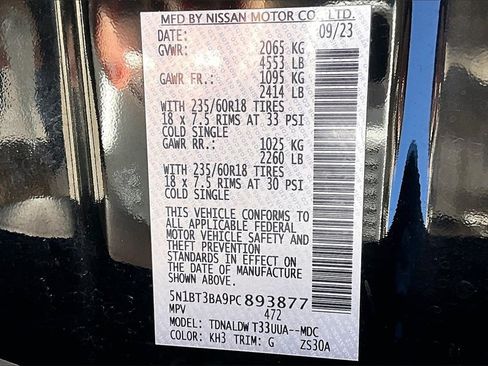 MFD BY NISSAN MOTOR CO., LTD.
DATE: 09/23
GVWR: 2065 KG
4553 LB
GAWR FR.: 1095 KG
2414 LB
WITH 235/60R18 TIRES
18 x 7.5 RIMS AT 33 PSI
COLD SINGLE
GAWR RR.: 1025 KG
2260 LB
WITH 235/60R18 TIRES
18 x 7.5 RIMS AT 30 PSI
COLD SINGLE
THIS VEHICLE CONFORMS TO
ALL APPLICABLE FEDERAL
MOTOR VEHICLE SAFETY AND
THEFT PREVENTION
STANDARDS IN EFFECT ON
THE DATE OF MANUFACTURE
SHOWN ABOVE.
5N1BT3BA9PC893877
MPV 472
MODEL: TDNALDW T33UUA--MDC
COLOR: KH3 TRIM: G ZS30A